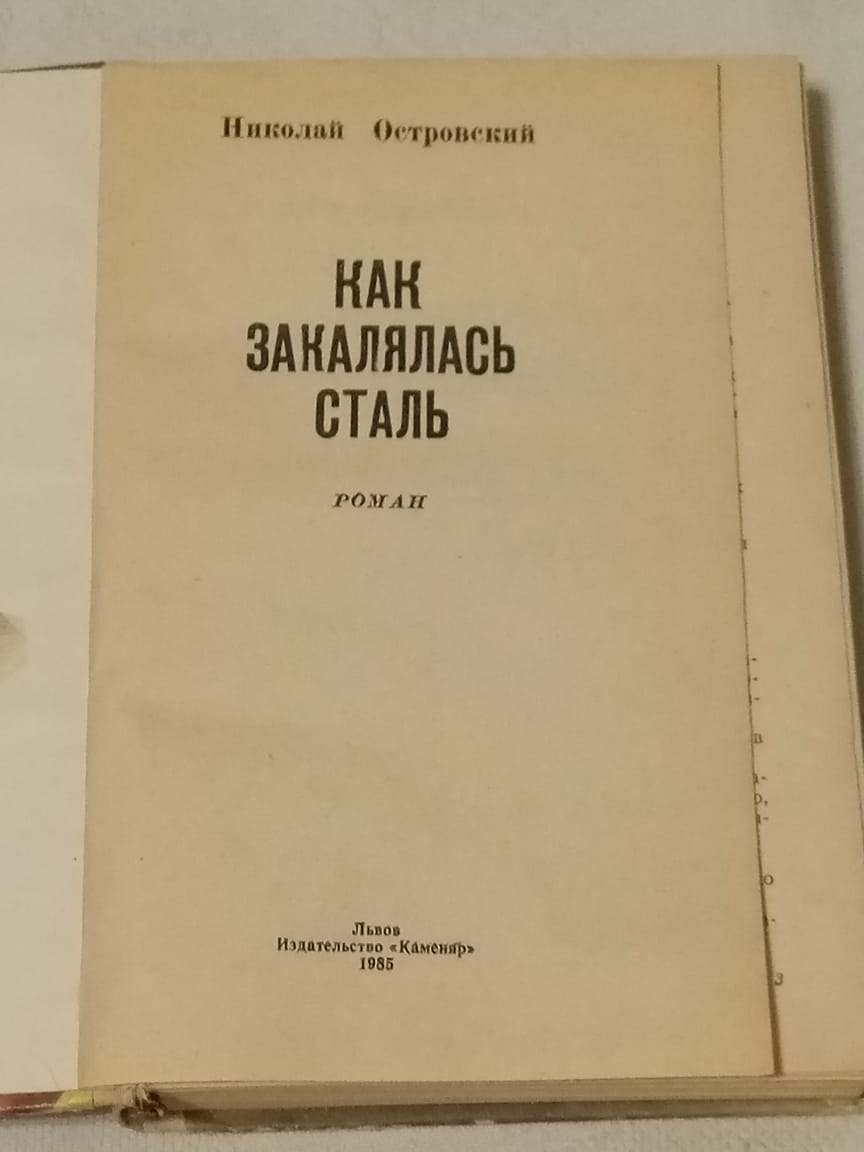 Николай Островский
КАК
ЗАКАЛЯЛАСЬ
СТАЛЬ
РОМАН
Львов
Издательство «Каменяр»
1985